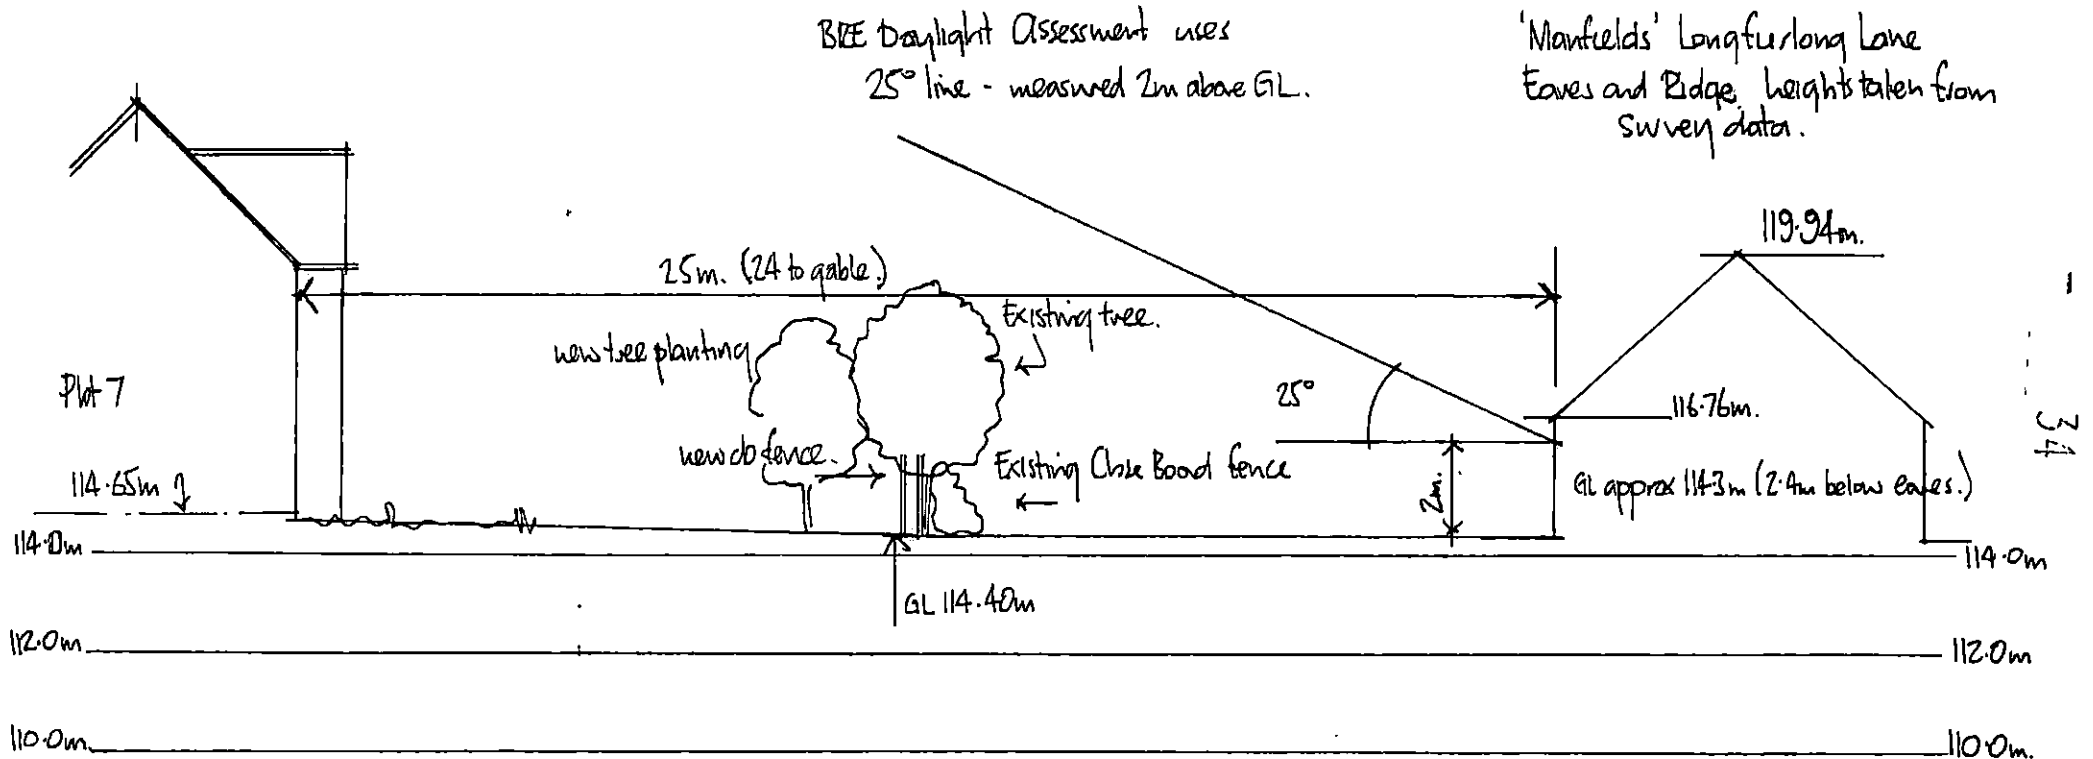 BRE Daylight Assessment uses
25° line - measured 2m above GL.
'Manfields' Longfurlong Lane
Eaves and Ridge heights taken from
survey data.
119.94m.
25m. (24 to gable.)
Existing tree.
new tree planting
Plot 7
25°
116.76m.
34
new cb fence.
Existing Close Board fence
2m.
GL approx 114.3m (2.4m below eaves.)
114.65m
114.0m
114.0m
GL 114.40m
112.0m
112.0m
110.0m
110.0m.